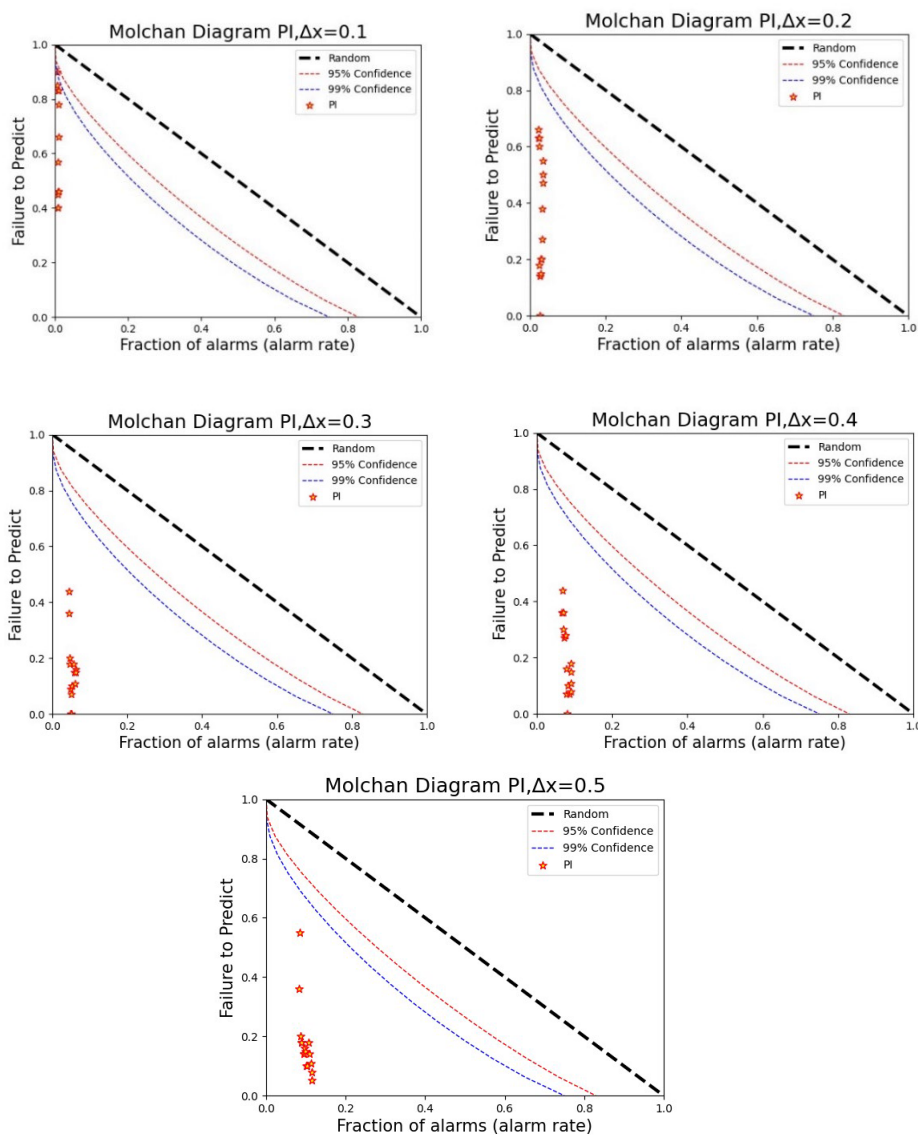 Molchan Diagram PI,Δx=0.1
Failure to Predict
1.0
0.8
0.6
0.4
0.2
0.0
Random
95% Confidence
99% Confidence
PI
0.0 0.2 0.4 0.6 0.8 1.0
Fraction of alarms (alarm rate)
Molchan Diagram PI,Δx=0.2
Failure to Predict
1.0
0.8
0.6
0.4
0.2
0.0
Random
95% Confidence
99% Confidence
PI
0.0 0.2 0.4 0.6 0.8 1.0
Fraction of alarms (alarm rate)
Molchan Diagram PI,Δx=0.3
Failure to Predict
1.0
0.8
0.6
0.4
0.2
0.0
Random
95% Confidence
99% Confidence
PI
0.0 0.2 0.4 0.6 0.8 1.0
Fraction of alarms (alarm rate)
Molchan Diagram PI,Δx=0.4
Failure to Predict
1.0
0.8
0.6
0.4
0.2
0.0
Random
95% Confidence
99% Confidence
PI
0.0 0.2 0.4 0.6 0.8 1.0
Fraction of alarms (alarm rate)
Molchan Diagram PI,Δx=0.5
Failure to Predict
1.0
0.8
0.6
0.4
0.2
0.0
Random
95% Confidence
99% Confidence
PI
0.0 0.2 0.4 0.6 0.8 1.0
Fraction of alarms (alarm rate)